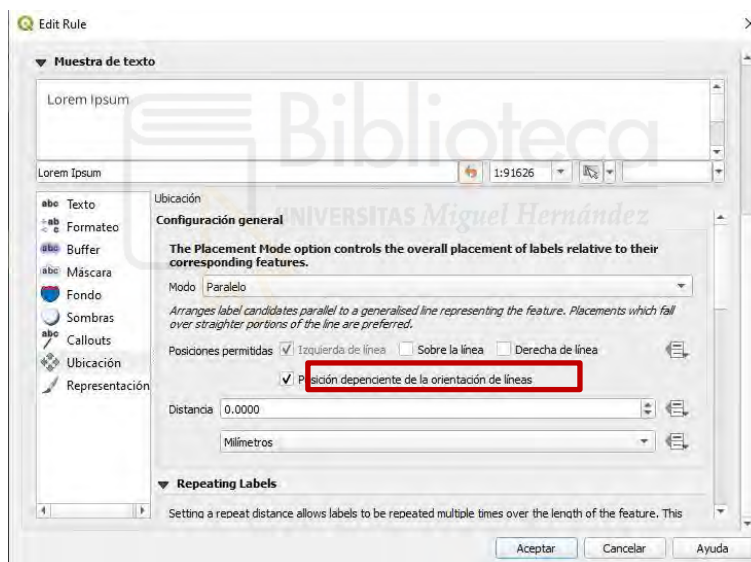 Edit Rule
Muestra de texto
Lorem Ipsum
Biblioteca
Lorem Ipsum
1:91626
UNIVERSITAS Miguel Hernández
abc Texto
Formateo
abc Buffer
abc Máscara
Fondo
Sombras
abc Callouts
Ubicación
Representación
Ubicación
Configuración general
The Placement Mode option controls the overall placement of labels relative to their
corresponding features.
Modo Paralelo
Arranges label candidates parallel to a generalised line representing the feature. Placements which fall
over straighter portions of the line are preferred.
Posiciones permitidas Izquierda de línea Sobre la línea Derecha de línea
Posición dependiente de la orientación de líneas
Distancia 0.0000
Milímetros
Repeating Labels
Setting a repeat distance allows labels to be repeated multiple times over the length of the feature. This
Aceptar Cancelar Ayuda